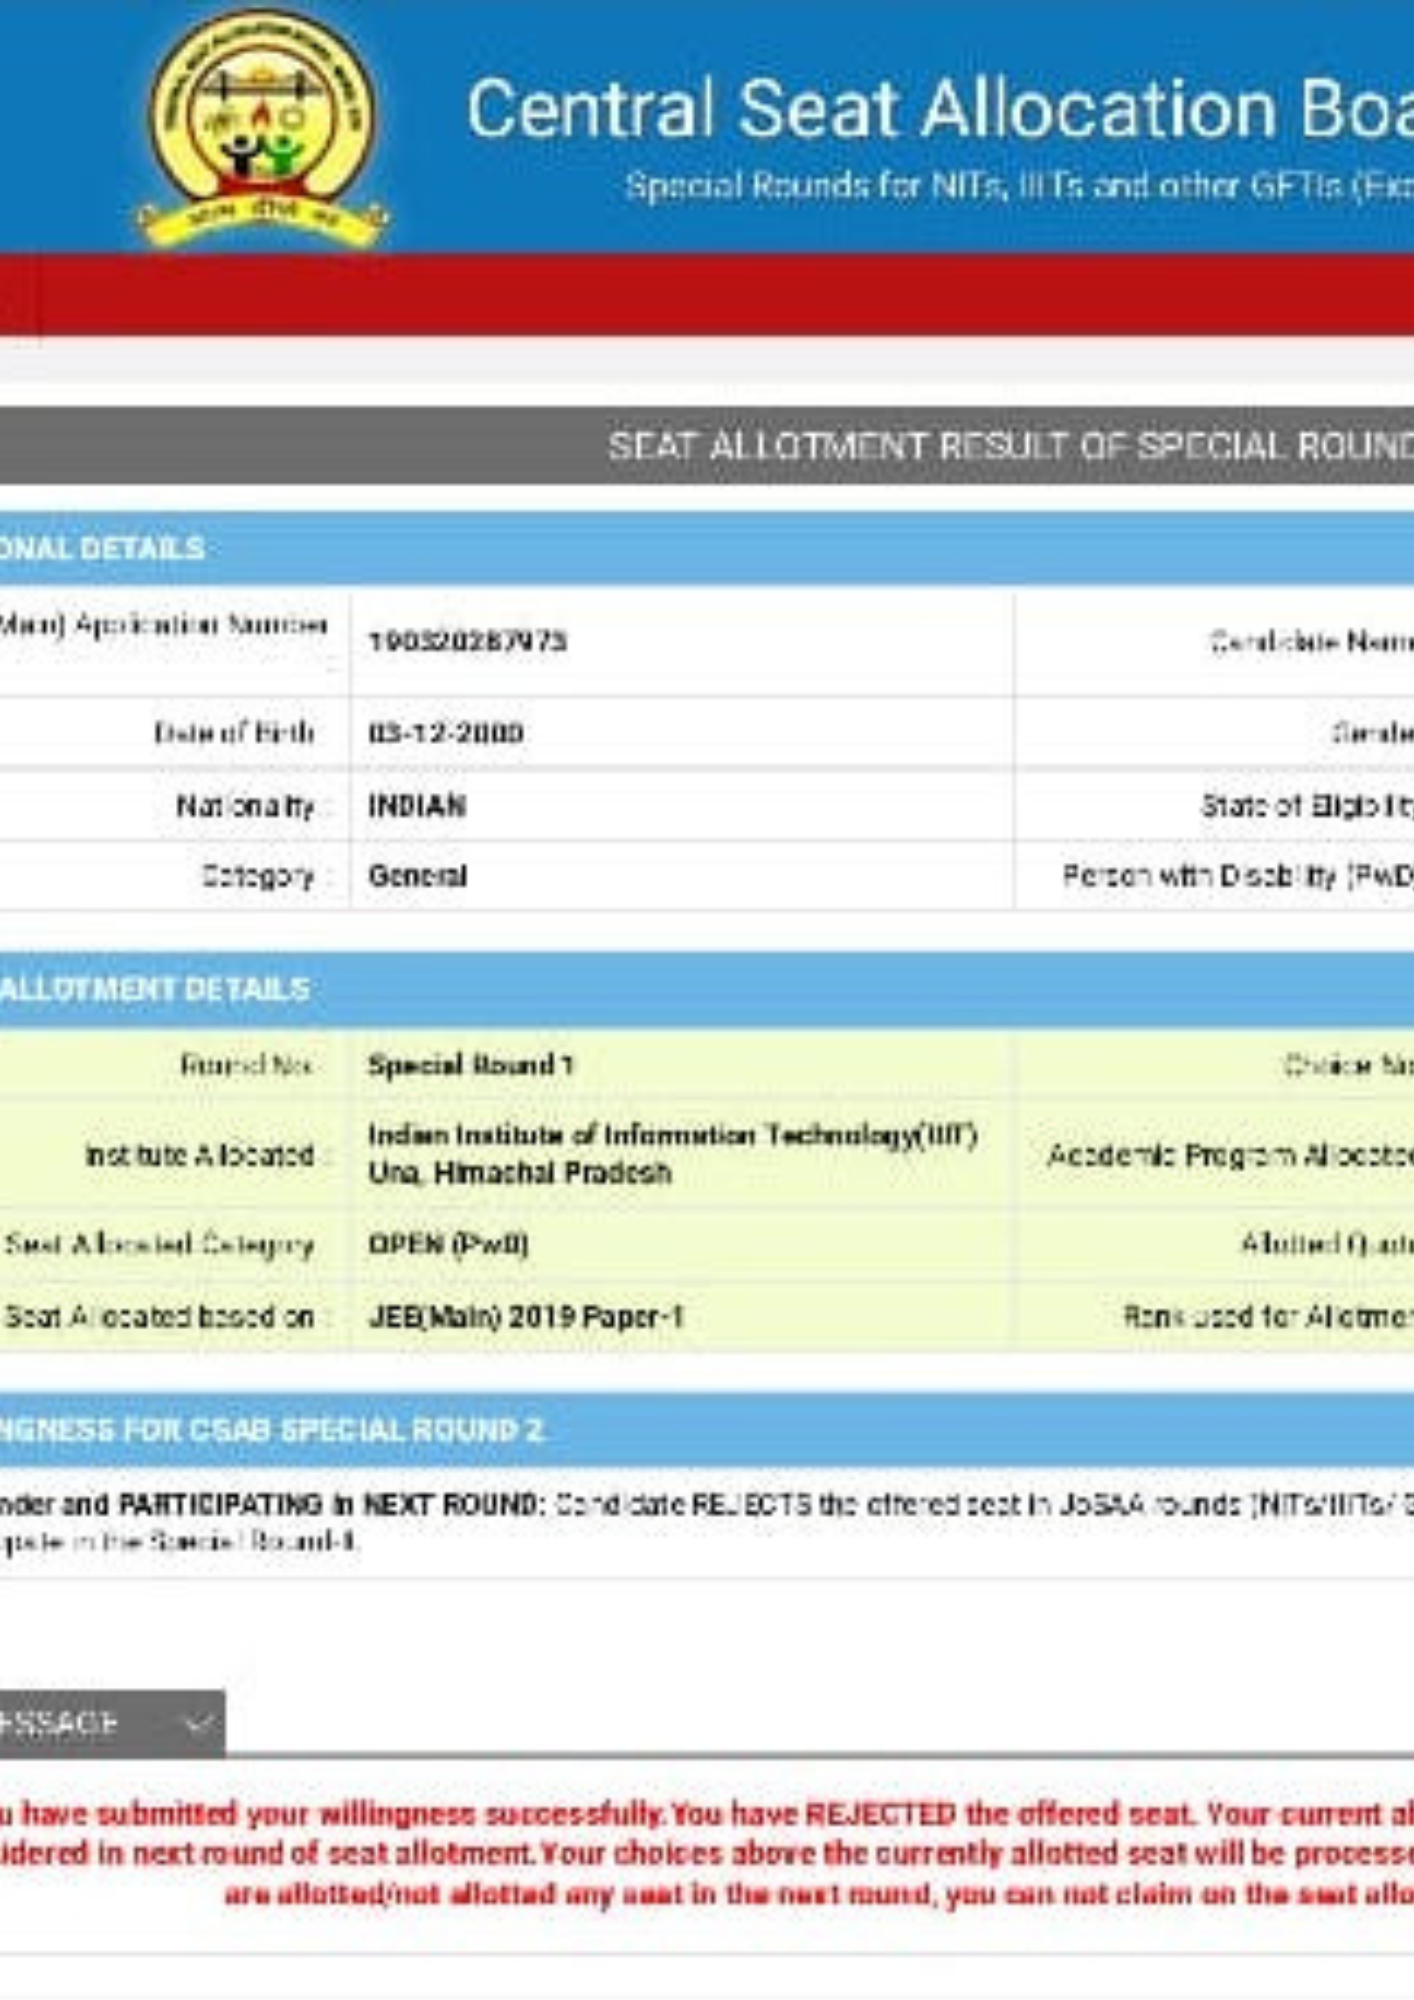 Central Seat Allocation Boa
Special Rounds for NITs, IIITs and other GFTIs (Exc
SEAT ALLOTMENT RESULT OF SPECIAL ROUND
ONAL DETAILS
Main) Application Number
190320287973
Candidate Name
Date of Birth
03-12-2000
Gende
Nationality :
INDIAN
State of Eligibility
Category :
General
Person with Disability (PwD)
ALLOTMENT DETAILS
Round No.
Special Round 1
Choice No
Institute Allocated :
Indian Institute of Information Technology(IIIT)
Una, Himachal Pradesh
Academic Program Allocated
Seat Allocated Category
OPEN (PwD)
Allotted Quota
Seat Allocated based on :
JEE(Main) 2019 Paper-1
Rank used for Allotmen
NGNESS FOR CSAB SPECIAL ROUND 2
nder and PARTICIPATING in NEXT ROUND: Candidate REJECTS the offered seat in JoSAA rounds (NITs/IIITs/ G
ipate in the Special Round-1.
ESSAGE
u have submitted your willingness successfully.You have REJECTED the offered seat. Your current al
idered in next round of seat allotment.Your choices above the currently allotted seat will be processe
are allotted/not allotted any seat in the next round, you can not claim on the seat allo